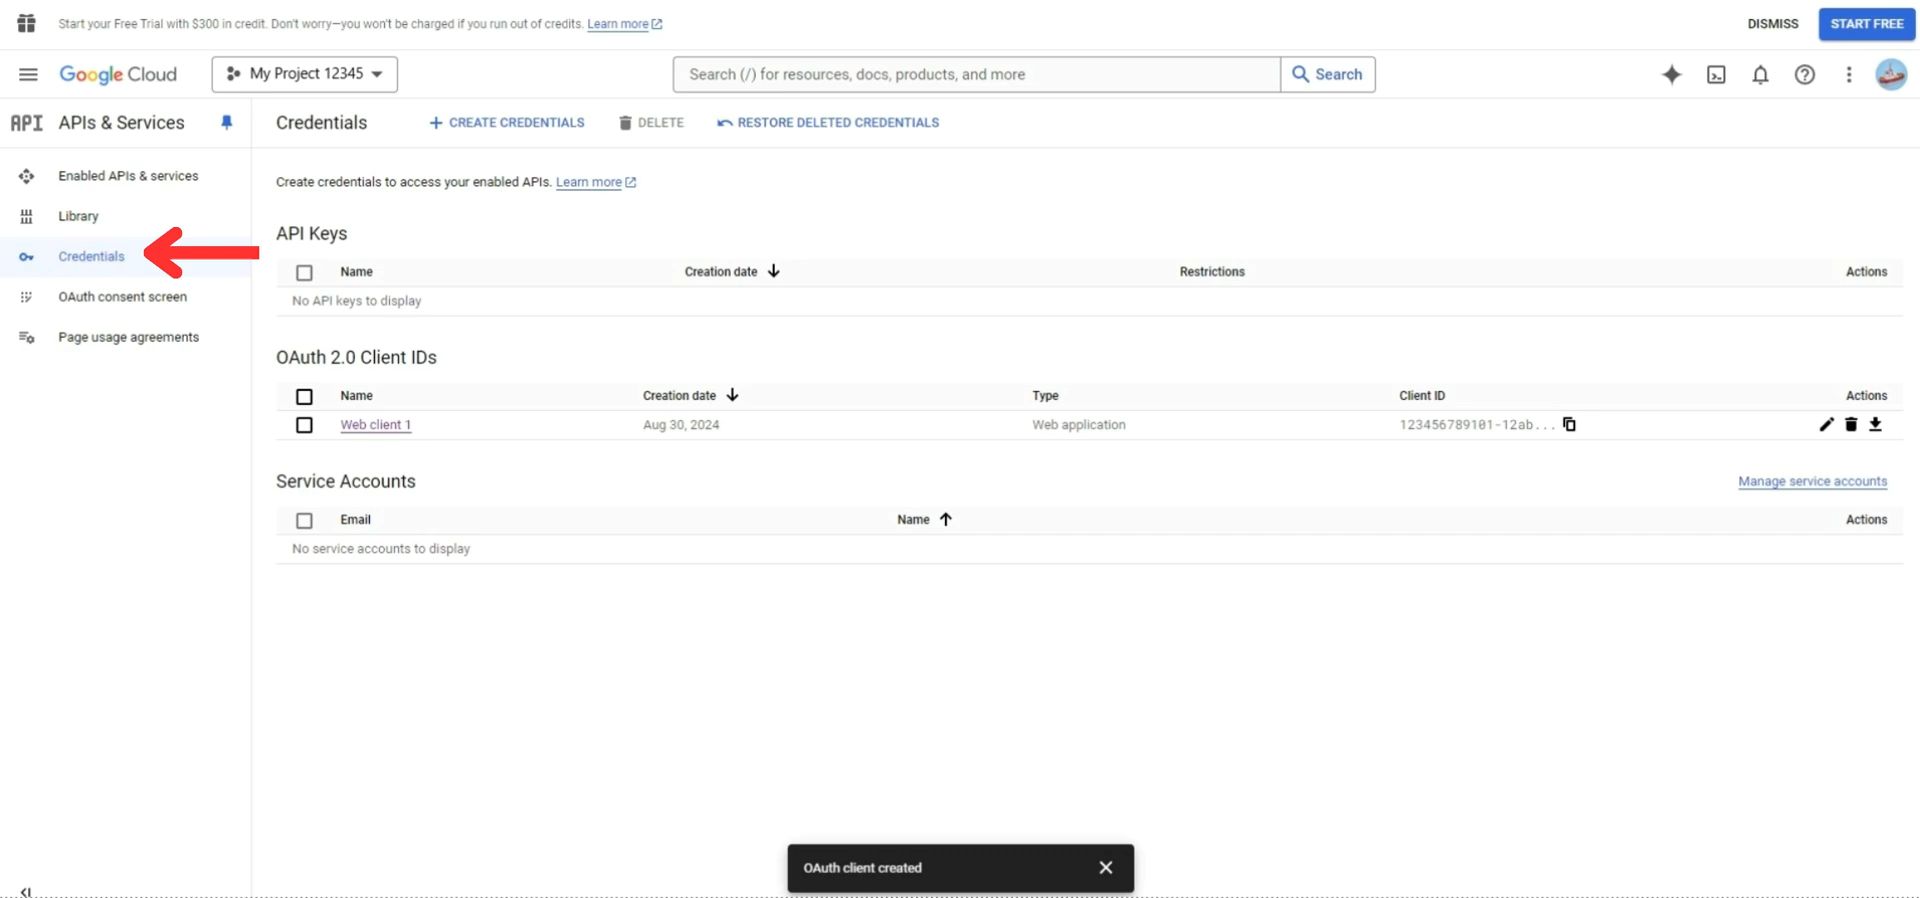 Start your Free Trial with $300 in credit. Don't worry—you won't be charged if you run out of credits. Learn more
DISMISS
START FREE
Google Cloud
My Project 12345
Search (/) for resources, docs, products, and more
Search
API APIs & Services
Credentials
CREATE CREDENTIALS
DELETE
RESTORE DELETED CREDENTIALS
Enabled APIs & services
Library
Credentials
OAuth consent screen
Page usage agreements
Create credentials to access your enabled APIs. Learn more
API Keys
Name Creation date Restrictions Actions
No API keys to display
OAuth 2.0 Client IDs
Name Creation date Type Client ID Actions
Web client 1 Aug 30, 2024 Web application 123456789101-12ab...
Service Accounts
Manage service accounts
Email Name Actions
No service accounts to display
OAuth client created